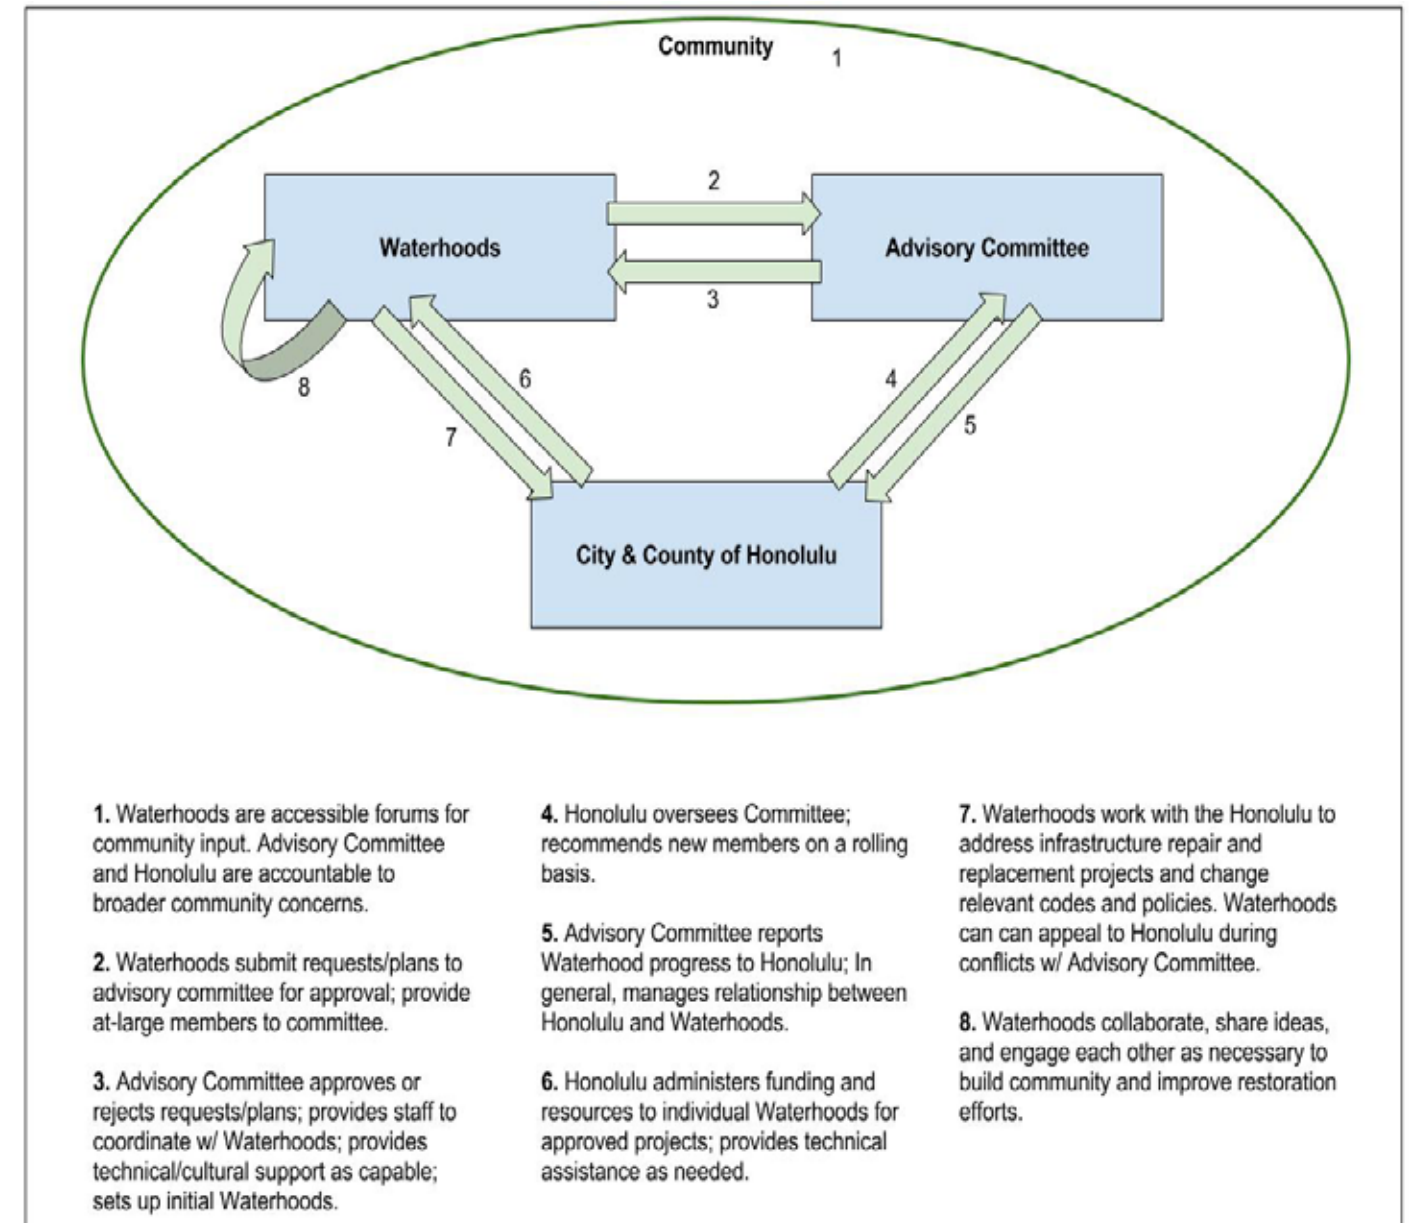 Community
1
2
Waterhoods
Advisory Committee
3
8
6
7
4
5
City & County of Honolulu
1. Waterhoods are accessible forums for
community input. Advisory Committee
and Honolulu are accountable to
broader community concerns.
2. Waterhoods submit requests/plans to
advisory committee for approval; provide
at-large members to committee.
3. Advisory Committee approves or
rejects requests/plans; provides staff to
coordinate w/ Waterhoods; provides
technical/cultural support as capable;
sets up initial Waterhoods.
4. Honolulu oversees Committee;
recommends new members on a rolling
basis.
5. Advisory Committee reports
Waterhood progress to Honolulu; In
general, manages relationship between
Honolulu and Waterhoods.
6. Honolulu administers funding and
resources to individual Waterhoods for
approved projects; provides technical
assistance as needed.
7. Waterhoods work with the Honolulu to
address infrastructure repair and
replacement projects and change
relevant codes and policies. Waterhoods
can can appeal to Honolulu during
conflicts w/ Advisory Committee.
8. Waterhoods collaborate, share ideas,
and engage each other as necessary to
build community and improve restoration
efforts.